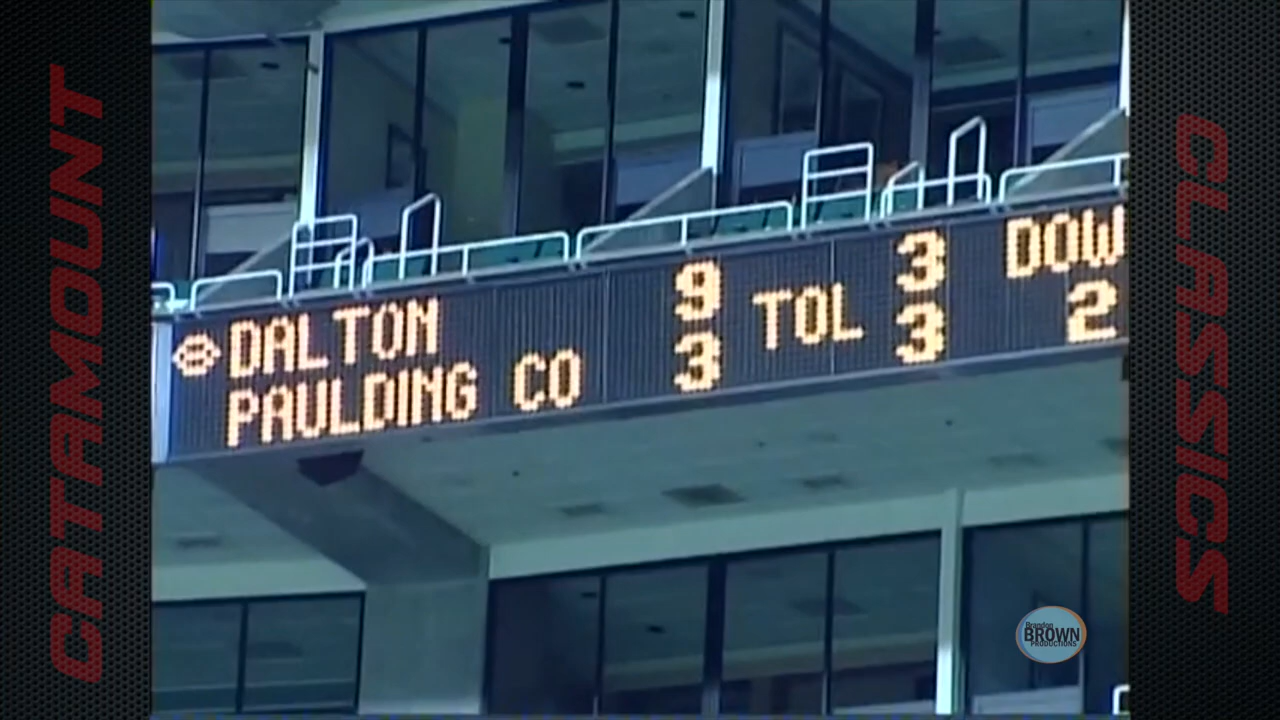 CATAMOUNT
DALTON 9 TOL 3 DOW
PAULDING CO 3 3 2
CLASSICS
Brandon
BROWN
PRODUCTIONS